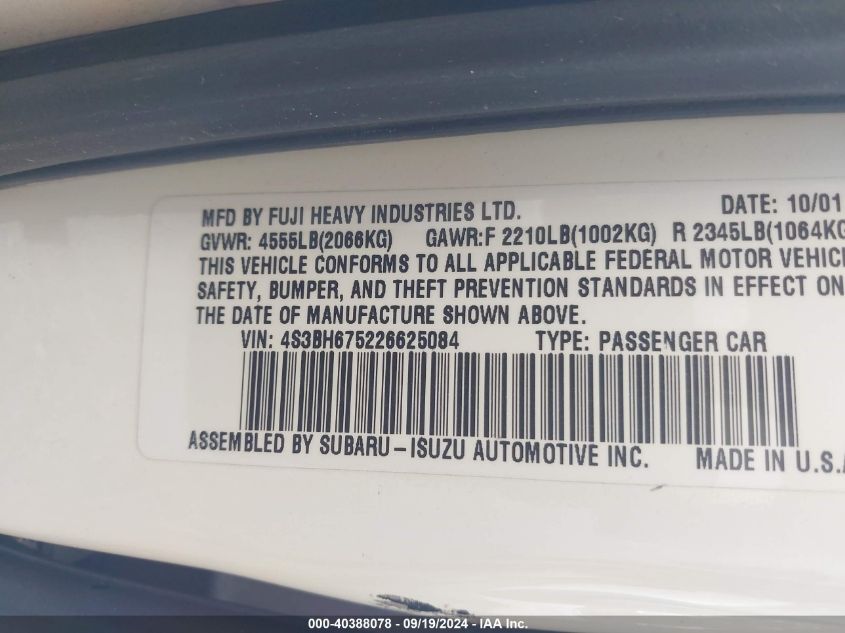 MFD BY FUJI HEAVY INDUSTRIES LTD. DATE: 10/01
GVWR: 4555LB(2066KG) GAWR:F 2210LB(1002KG) R 2345LB(1064KG
THIS VEHICLE CONFORMS TO ALL APPLICABLE FEDERAL MOTOR VEHIC
SAFETY, BUMPER, AND THEFT PREVENTION STANDARDS IN EFFECT ON
THE DATE OF MANUFACTURE SHOWN ABOVE.
VIN: 4S3BH675226625084 TYPE: PASSENGER CAR
ASSEMBLED BY SUBARU-ISUZU AUTOMOTIVE INC. MADE IN U.S.A
000-40388078 - 09/19/2024 - IAA Inc.